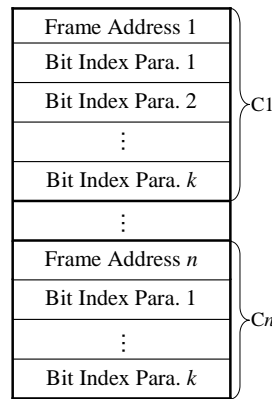 Frame Address 1
Bit Index Para. 1
Bit Index Para. 2
⋮
Bit Index Para. k
C1
⋮
Frame Address n
Bit Index Para. 1
⋮
Bit Index Para. k
Cn